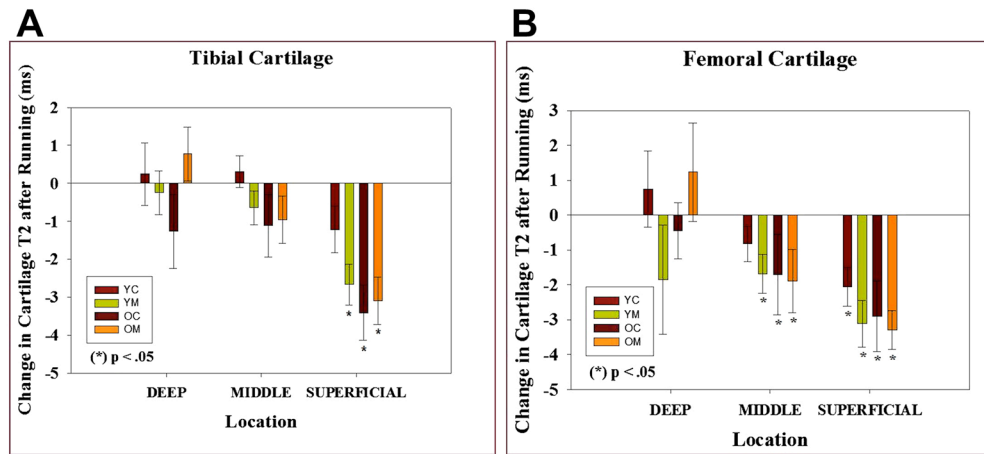 A
Tibial Cartilage
Change in Cartilage T2 after Running (ms)
2
1
0
-1
-2
-3
-4
-5
YC
YM
OC
OM
(*) p < .05
*
*
*
DEEP
MIDDLE
SUPERFICIAL
Location
B
Femoral Cartilage
Change in Cartilage T2 after Running (ms)
3
2
1
0
-1
-2
-3
-4
-5
YC
YM
OC
OM
(*) p < .05
*
*
*
*
*
*
*
DEEP
MIDDLE
SUPERFICIAL
Location